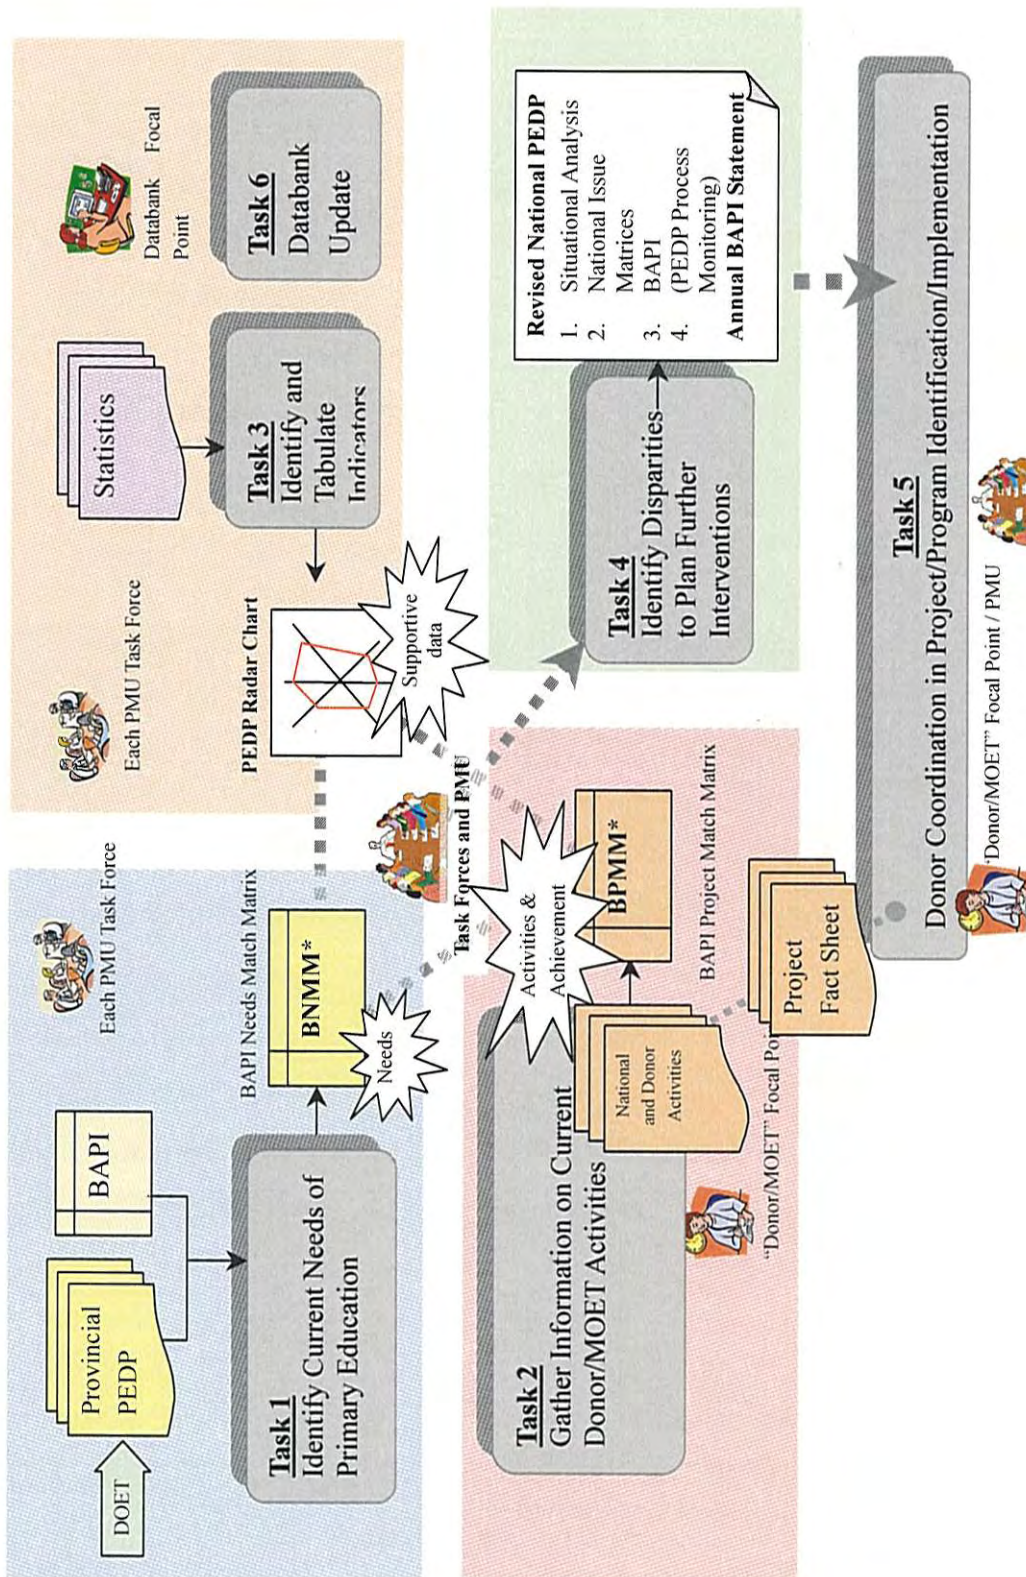 DOET
Provincial
PEDP
BAPI
Task 1
Identify Current Needs of
Primary Education
Each PMU Task Force
BAPI Needs Match Matrix
BNMM*
Needs
Each PMU Task Force
PEDP Radar Chart
Supportive
data
Statistics
Task 3
Identify and
Tabulate
Indicators
Databank Focal
Point
Task 6
Databank
Update
Task Forces and PMU
Task 2
Gather Information on Current
Donor/MOET Activities
Activities &
Achievement
National
and Donor
Activities
BPMM*
BAPI Project Match Matrix
"Donor/MOET" Focal
Project
Fact Sheet
Task 4
Identify Disparities
to Plan Further
Interventions
Revised National PEDP
1. Situational Analysis
2. National Issue
Matrices
3. BAPI
4. (PEDP Process
Monitoring)
Annual BAPI Statement
Task 5
Donor Coordination in Project/Program Identification/Implementation
"Donor/MOET" Focal Point / PMU